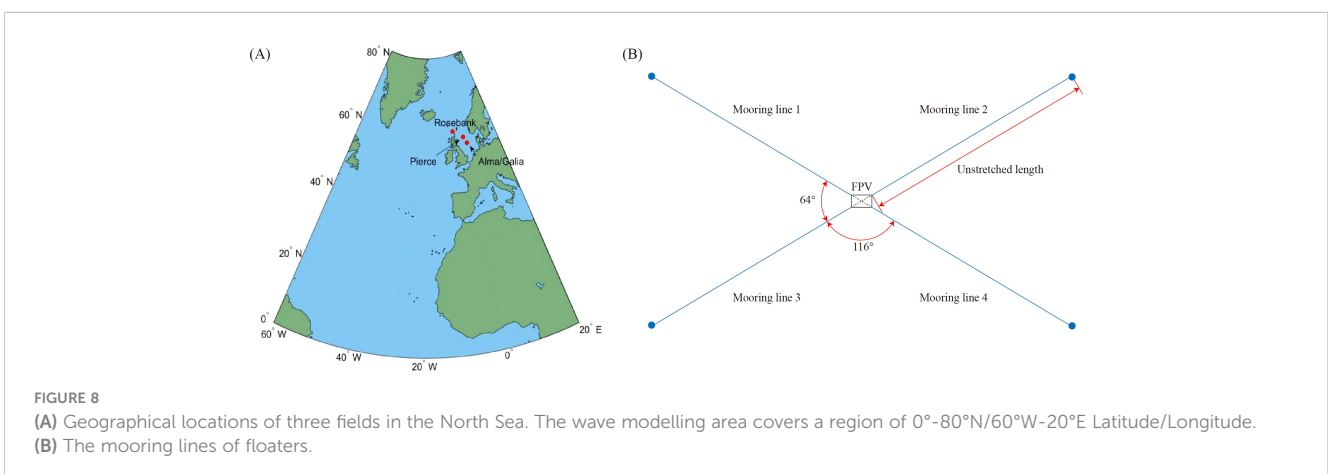 (A)
80° N
60° N
40° N
20° N
0°
60° W
40° W
20° W
0°
20° E
Rosebank
Pierce
Alma/Galia
(B)
Mooring line 1
Mooring line 2
Unstretched length
FPV
64°
116°
Mooring line 3
Mooring line 4
FIGURE 8
(A) Geographical locations of three fields in the North Sea. The wave modelling area covers a region of 0°-80°N/60°W-20°E Latitude/Longitude.
(B) The mooring lines of floaters.